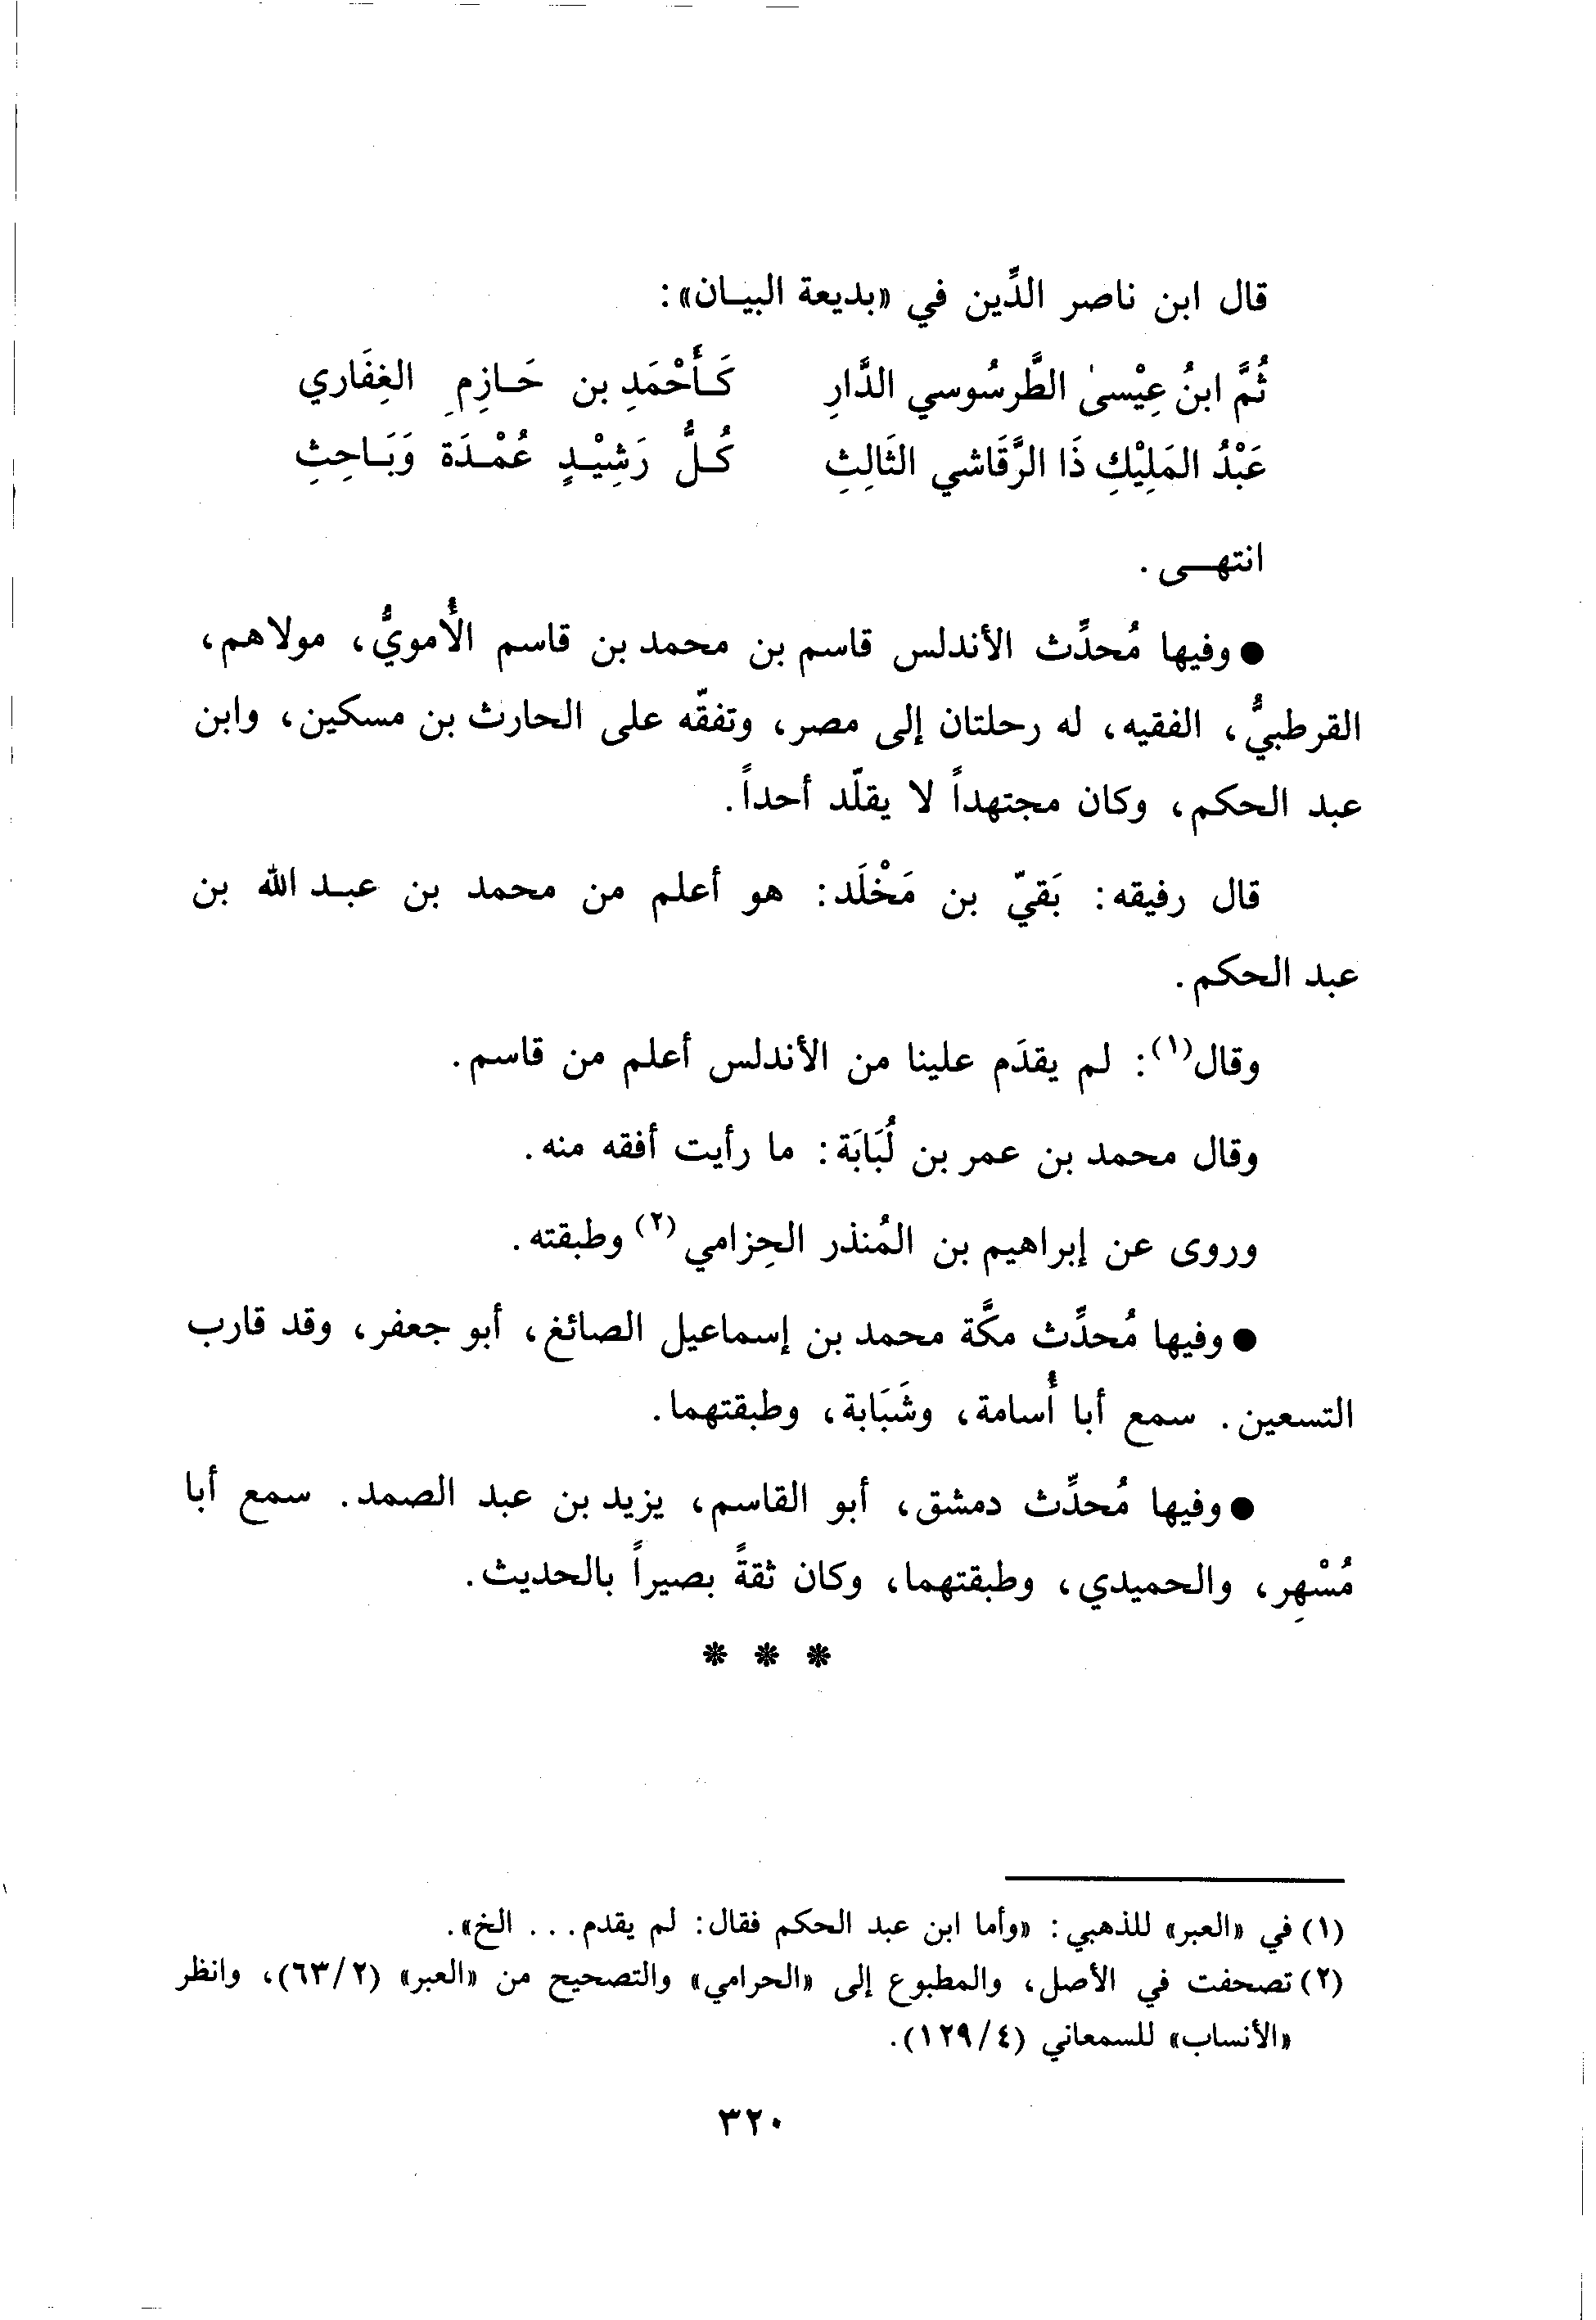 قال ابن ناصر الدِّين في «بديعة البيـان»:
ثُمَّ ابنُ عِيْسىٰ الطَّرسُوسي الدَّارِ كَـأَحْمَدِ بن حَـازِمِ الغِفَاري
عَبْدُ المَلِيْكِ ذَا الرَّقَاشي الثَالِثِ كُـلُّ رَشِيْـدٍ عُمْـدَة وَبَـاحِثِ
انتهـى.
● وفيها مُحدِّث الأندلس قاسم بن محمد بن قاسم الأُمويُّ، مولاهم،
القرطبيُّ، الفقيه، له رحلتان إلى مصر، وتفقّه على الحارث بن مسكين، وابن
عبد الحكم، وكان مجتهداً لا يقلّد أحداً.
قال رفيقه: بَقيّ بن مَخْلَد: هو أعلم من محمد بن عبـد الله بن
عبد الحكم.
وقال(١): لم يقدَم علينا من الأندلس أعلم من قاسم.
وقال محمد بن عمر بن لُبَابَة: ما رأيت أفقه منه.
وروى عن إبراهيم بن المُنذر الحِزامي(٢) وطبقته.
● وفيها مُحدِّث مكَّة محمد بن إسماعيل الصائغ، أبو جعفر، وقد قارب
التسعين. سمع أبا أُسامة، وشَبَابة، وطبقتهما.
● وفيها مُحدِّث دمشق، أبو القاسم، يزيد بن عبد الصمد. سمع أبا
مُسْهِر، والحميدي، وطبقتهما، وكان ثقةً بصيراً بالحديث.
* * *
(١) في «العبر» للذهبي: «وأما ابن عبد الحكم فقال: لم يقدم... الخ».
(٢) تصحفت في الأصل، والمطبوع إلى «الحرامي» والتصحيح من «العبر» (٦٣/٢)، وانظر
«الأنساب» للسمعاني (١٢٩/٤).
٣٢٠